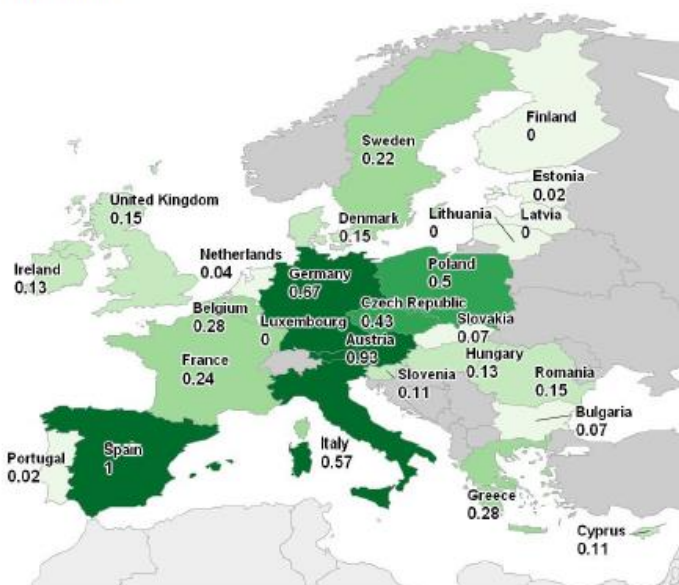 Finland
0
Sweden
0.22
Estonia
0.02
United Kingdom
0.15
Denmark
0.15
Lithuania
0
Latvia
0
Netherlands
0.04
Ireland
0.13
Germany
0.67
Poland
0.5
Belgium
0.28
Czech Republic
0.43
Luxembourg
0
Slovakia
0.07
Austria
0.93
France
0.24
Hungary
0.13
Slovenia
0.11
Romania
0.15
Bulgaria
0.07
Italy
0.57
Portugal
0.02
Spain
1
Greece
0.28
Cyprus
0.11